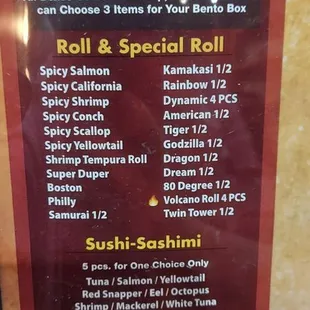 can Choose 3 Items for Your Bento Box
Roll & Special Roll
Spicy Salmon
Spicy California
Spicy Shrimp
Spicy Conch
Spicy Scallop
Spicy Yellowtail
Shrimp Tempura Roll
Super Duper
Boston
Philly
Samurai 1/2
Kamakasi 1/2
Rainbow 1/2
Dynamic 4 PCS
American 1/2
Tiger 1/2
Godzilla 1/2
Dragon 1/2
Dream 1/2
80 Degree 1/2
Volcano Roll 4 PCS
Twin Tower 1/2
Sushi-Sashimi
5 pcs. for One Choice Only
Tuna / Salmon / Yellowtail
Red Snapper / Eel / Octopus
Shrimp / Mackerel / White Tuna